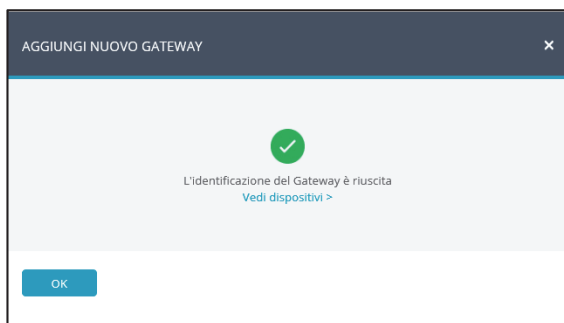 AGGIUNGI NUOVO GATEWAY ×
L'identificazione del Gateway è riuscita
Vedi dispositivi >
OK